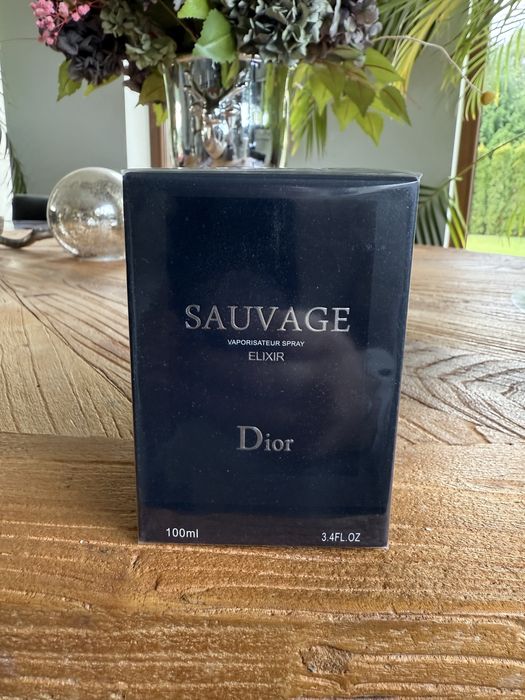 SAUVAGE
VAPORISATEUR SPRAY
ELIXIR
Dior
100ml 3.4FL.OZ